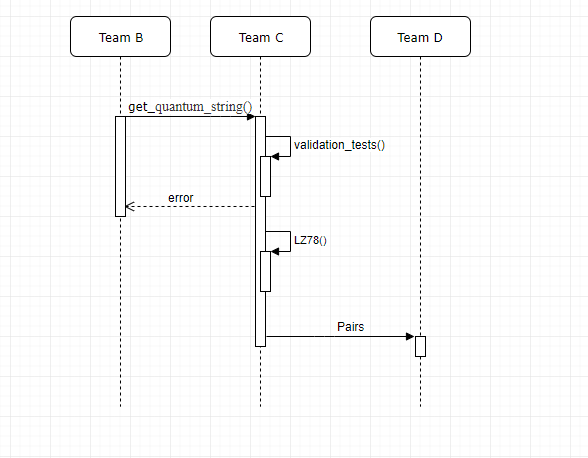 Team B
Team C
Team D
get_quantum_string()
validation_tests()
error
LZ78()
Pairs